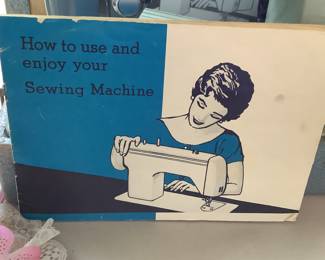 How to use and
enjoy your
Sewing Machine